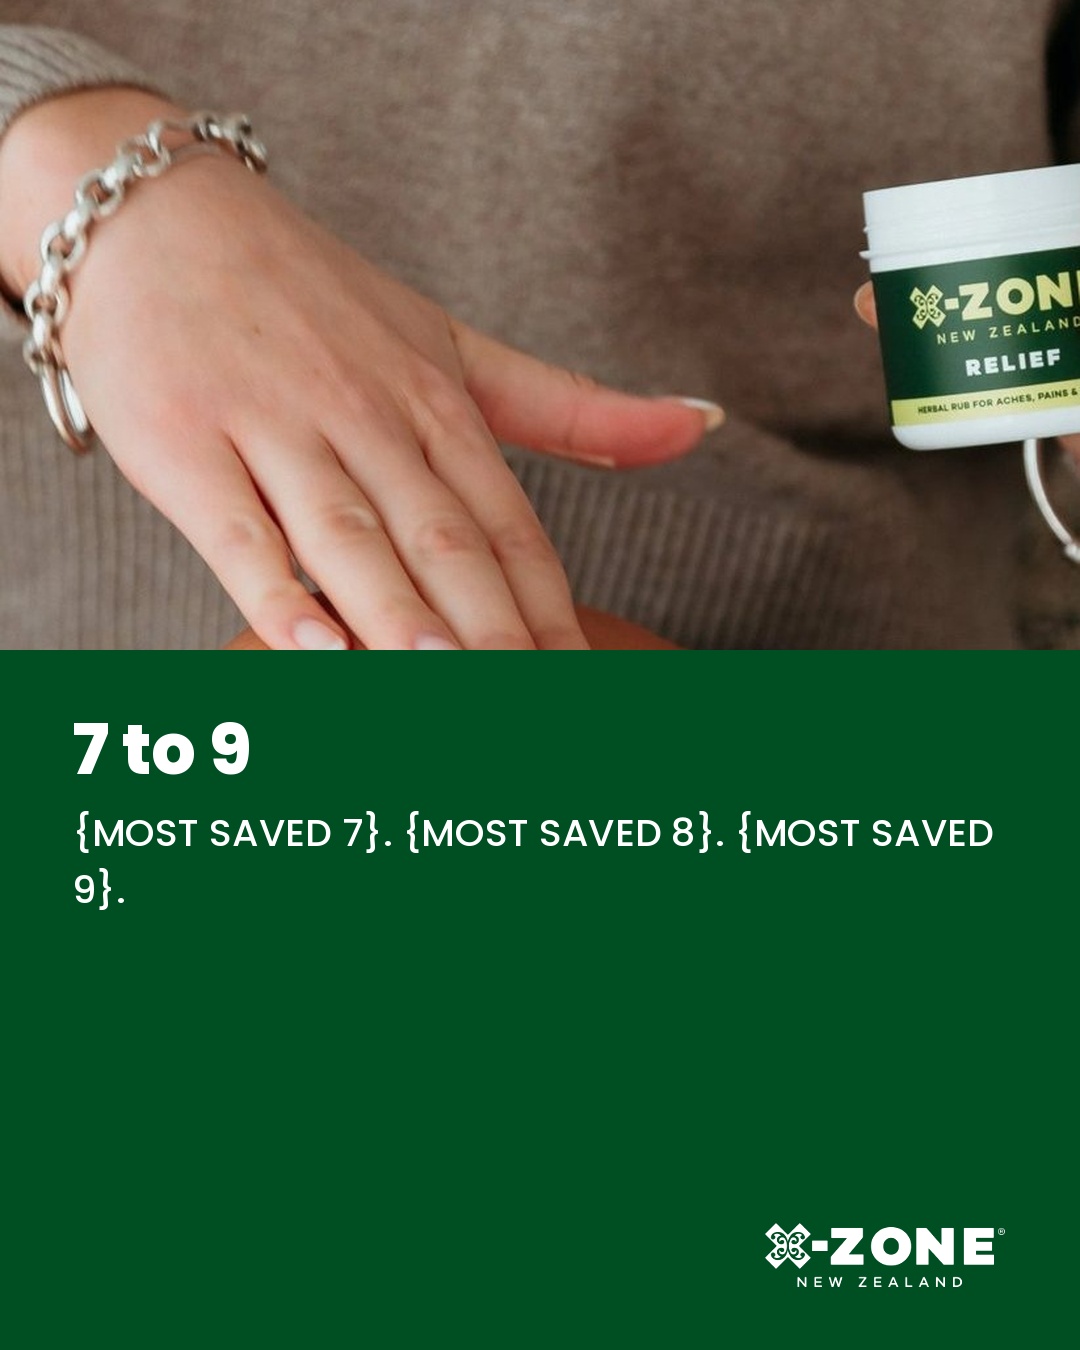 X-ZON
NEW ZEALAND
RELIEF
HERBAL RUB FOR ACHES, PAINS &
7 to 9
{MOST SAVED 7}. {MOST SAVED 8}. {MOST SAVED
9}.
X-ZONE®
NEW ZEALAND